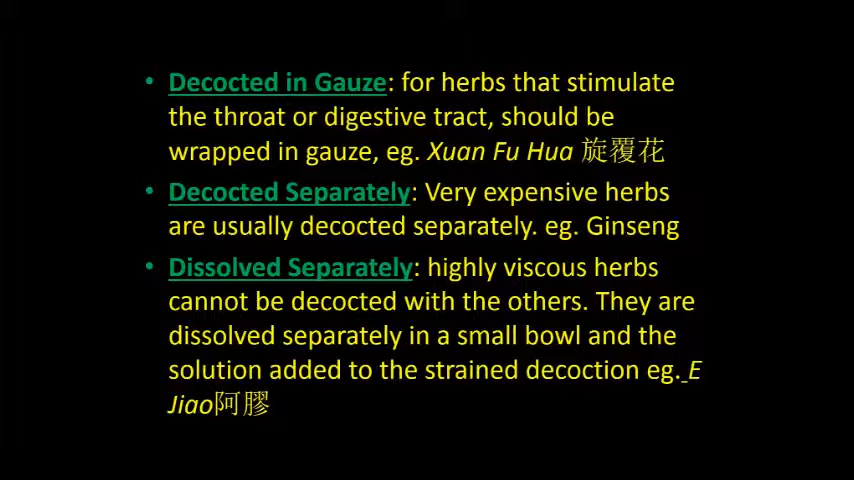 • Decocted in Gauze: for herbs that stimulate
the throat or digestive tract, should be
wrapped in gauze, eg. Xuan Fu Hua 旋覆花
• Decocted Separately: Very expensive herbs
are usually decocted separately. eg. Ginseng
• Dissolved Separately: highly viscous herbs
cannot be decocted with the others. They are
dissolved separately in a small bowl and the
solution added to the strained decoction eg. E
Jiao阿膠